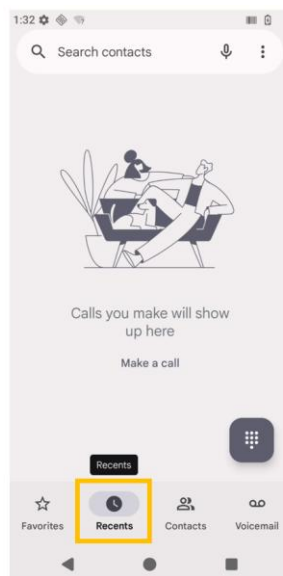 1:32
Search contacts
Calls you make will show
up here
Make a call
Recents
Favorites
Recents
Contacts
Voicemail